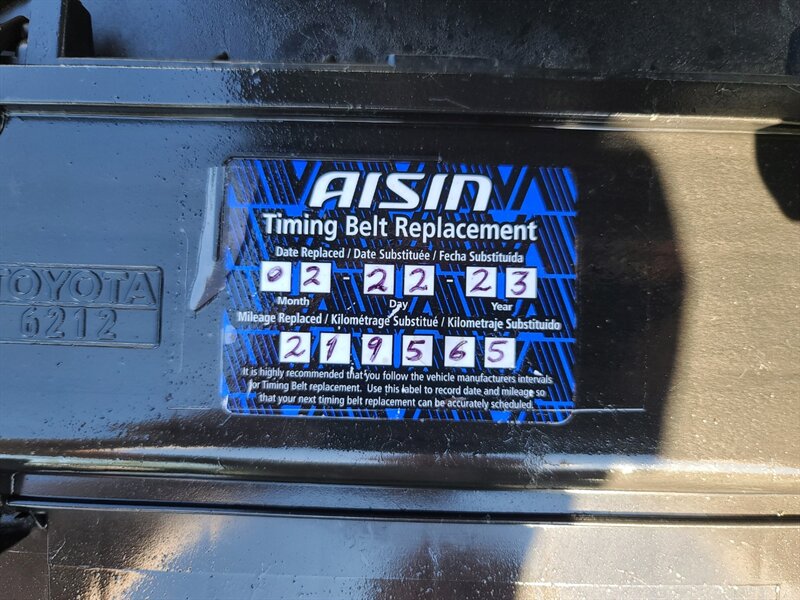 AISIN
Timing Belt Replacement
Date Replaced / Date Substituée / Fecha Substituída
02-22-23
Month Day Year
Mileage Replaced / Kilométrage Substitué / Kilometraje Substituido
219565
It is highly recommended that you follow the vehicle manufacturers intervals
for Timing Belt replacement. Use this label to record date and mileage so
that your next timing belt replacement can be accurately scheduled.
TOYOTA
6212